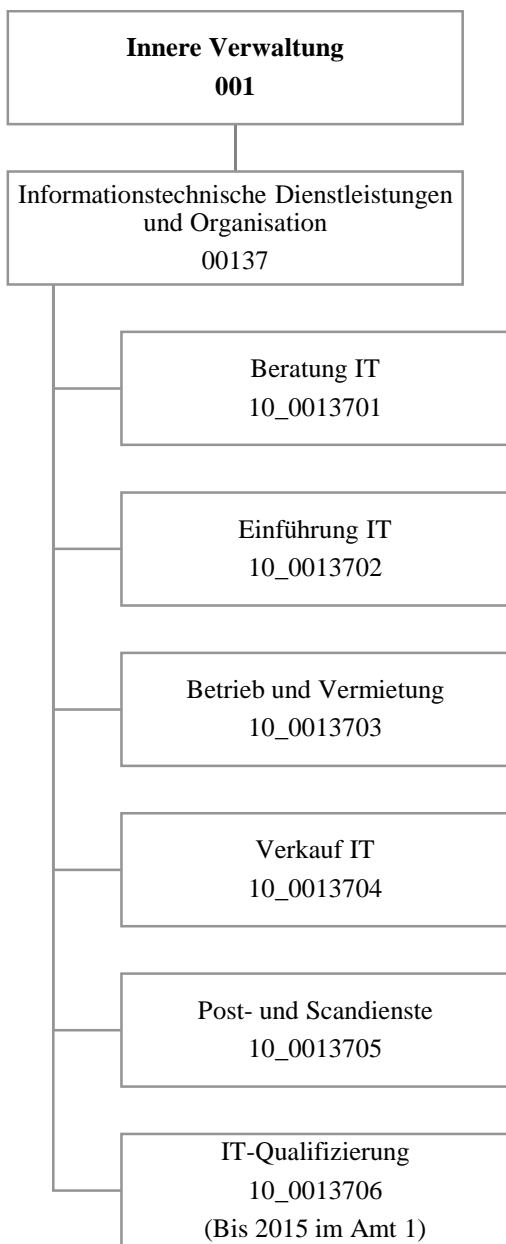 Innere Verwaltung
001
Informationstechnische Dienstleistungen
und Organisation
00137
Beratung IT
10_0013701
Einführung IT
10_0013702
Betrieb und Vermietung
10_0013703
Verkauf IT
10_0013704
Post- und Scandienste
10_0013705
IT-Qualifizierung
10_0013706
(Bis 2015 im Amt 1)